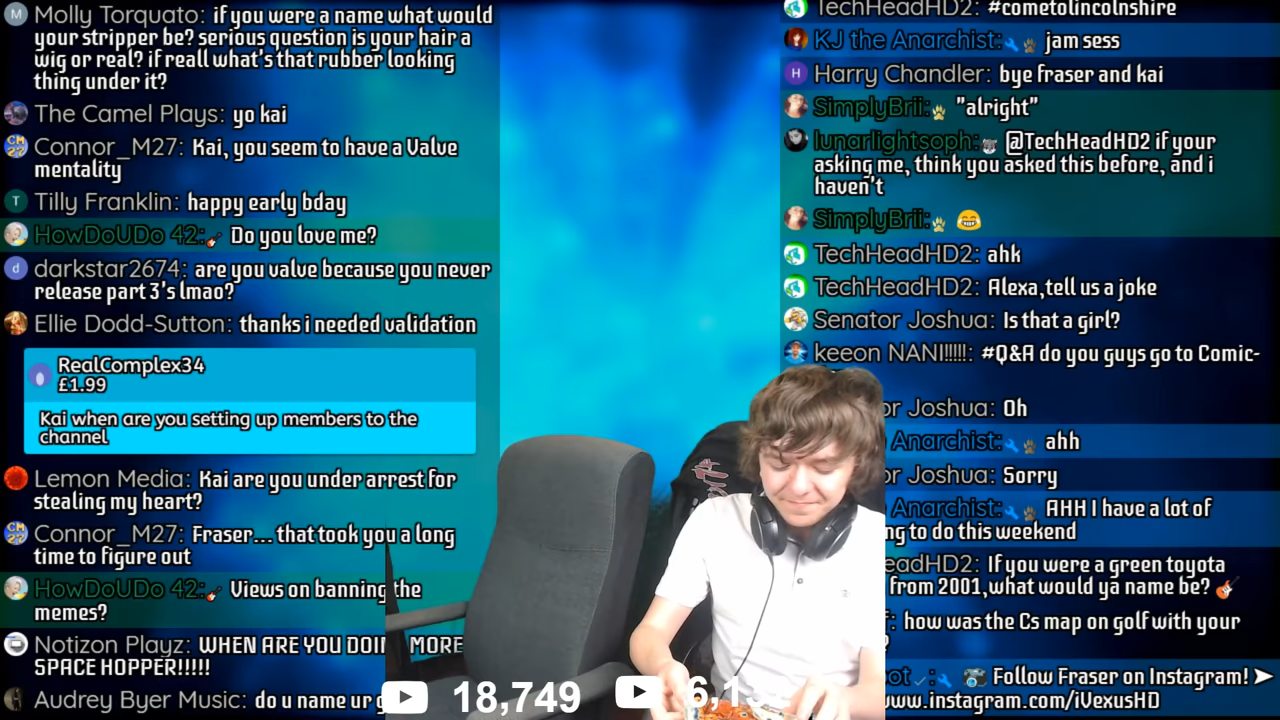 Molly Torquato: if you were a name what would
your stripper be? serious question is your hair a
wig or real? if reall what's that rubber looking
thing under it?
The Camel Plays: yo kai
Connor_M27: Kai, you seem to have a Valve
mentality
Tilly Franklin: happy early bday
HowDoUDo 42: Do you love me?
darkstar2674: are you valve because you never
release part 3's lmao?
Ellie Dodd-Sutton: thanks i needed validation
RealComplex34
£1.99
Kai when are you setting up members to the
channel
Lemon Media: Kai are you under arrest for
stealing my heart?
Connor_M27: Fraser... that took you a long
time to figure out
HowDoUDo 42: Views on banning the
memes?
Notizon Playz: WHEN ARE YOU MORE
SPACE HOPPER!!!!!
Audrey Byer Music: do u name ur
18,749
TechHeadHD2: #cometolincolnshire
KJ the Anarchist: jam sess
Harry Chandler: bye fraser and kai
SimplyBrii: "alright"
lunarlightsoph: @TechHeadHD2 if your
asking me, think you asked this before, and i
haven't
SimplyBrii: 😂
TechHeadHD2: ahk
TechHeadHD2: Alexa,tell us a joke
Senator Joshua: Is that a girl?
keeon NANI!!!!!: #Q&A do you guys go to Comic-
or Joshua: Oh
Anarchist: ahh
or Joshua: Sorry
Anarchist: AHH I have a lot of
ng to do this weekend
eadHD2: If you were a green toyota
from 2001,what would ya name be? 🎸
: how was the Cs map on golf with your
?
ot ✓: 📷 Follow Fraser on Instagram! ➤
www.instagram.com/iVexusHD